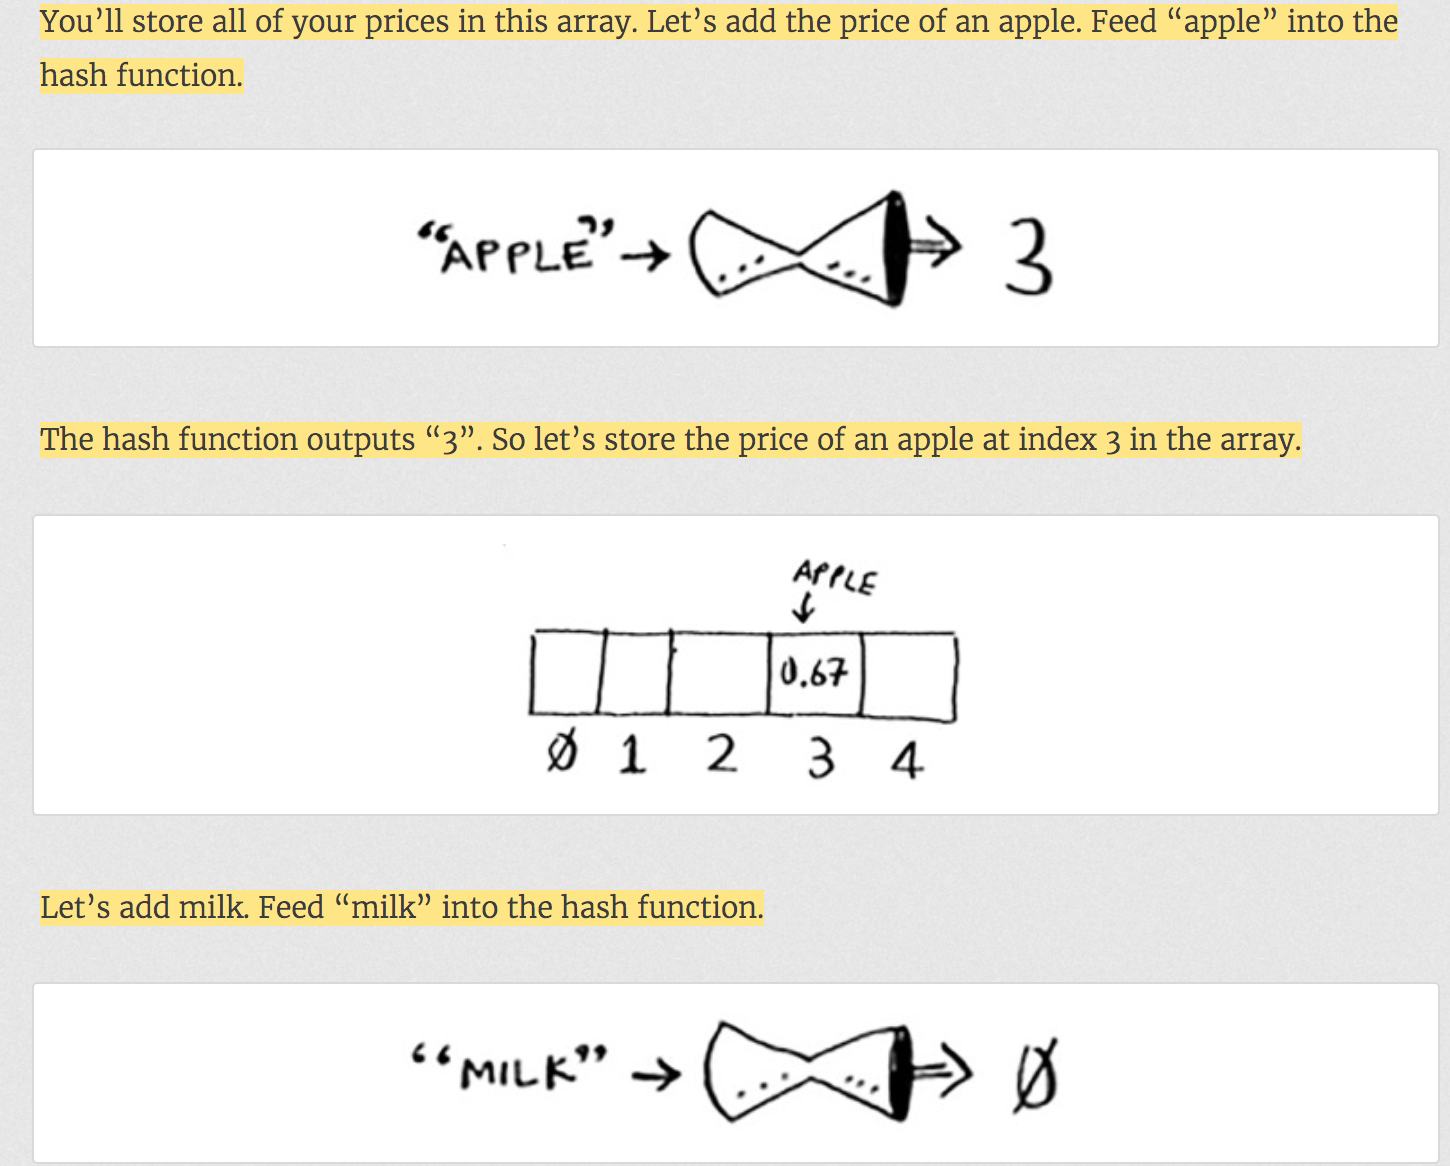 You’ll store all of your prices in this array. Let’s add the price of an apple. Feed “apple” into the
hash function.
“APPLE” → ⇒ 3
The hash function outputs “3”. So let’s store the price of an apple at index 3 in the array.
APPLE
↓
0.67
Ø 1 2 3 4
Let’s add milk. Feed “milk” into the hash function.
“MILK” → ⇒ Ø